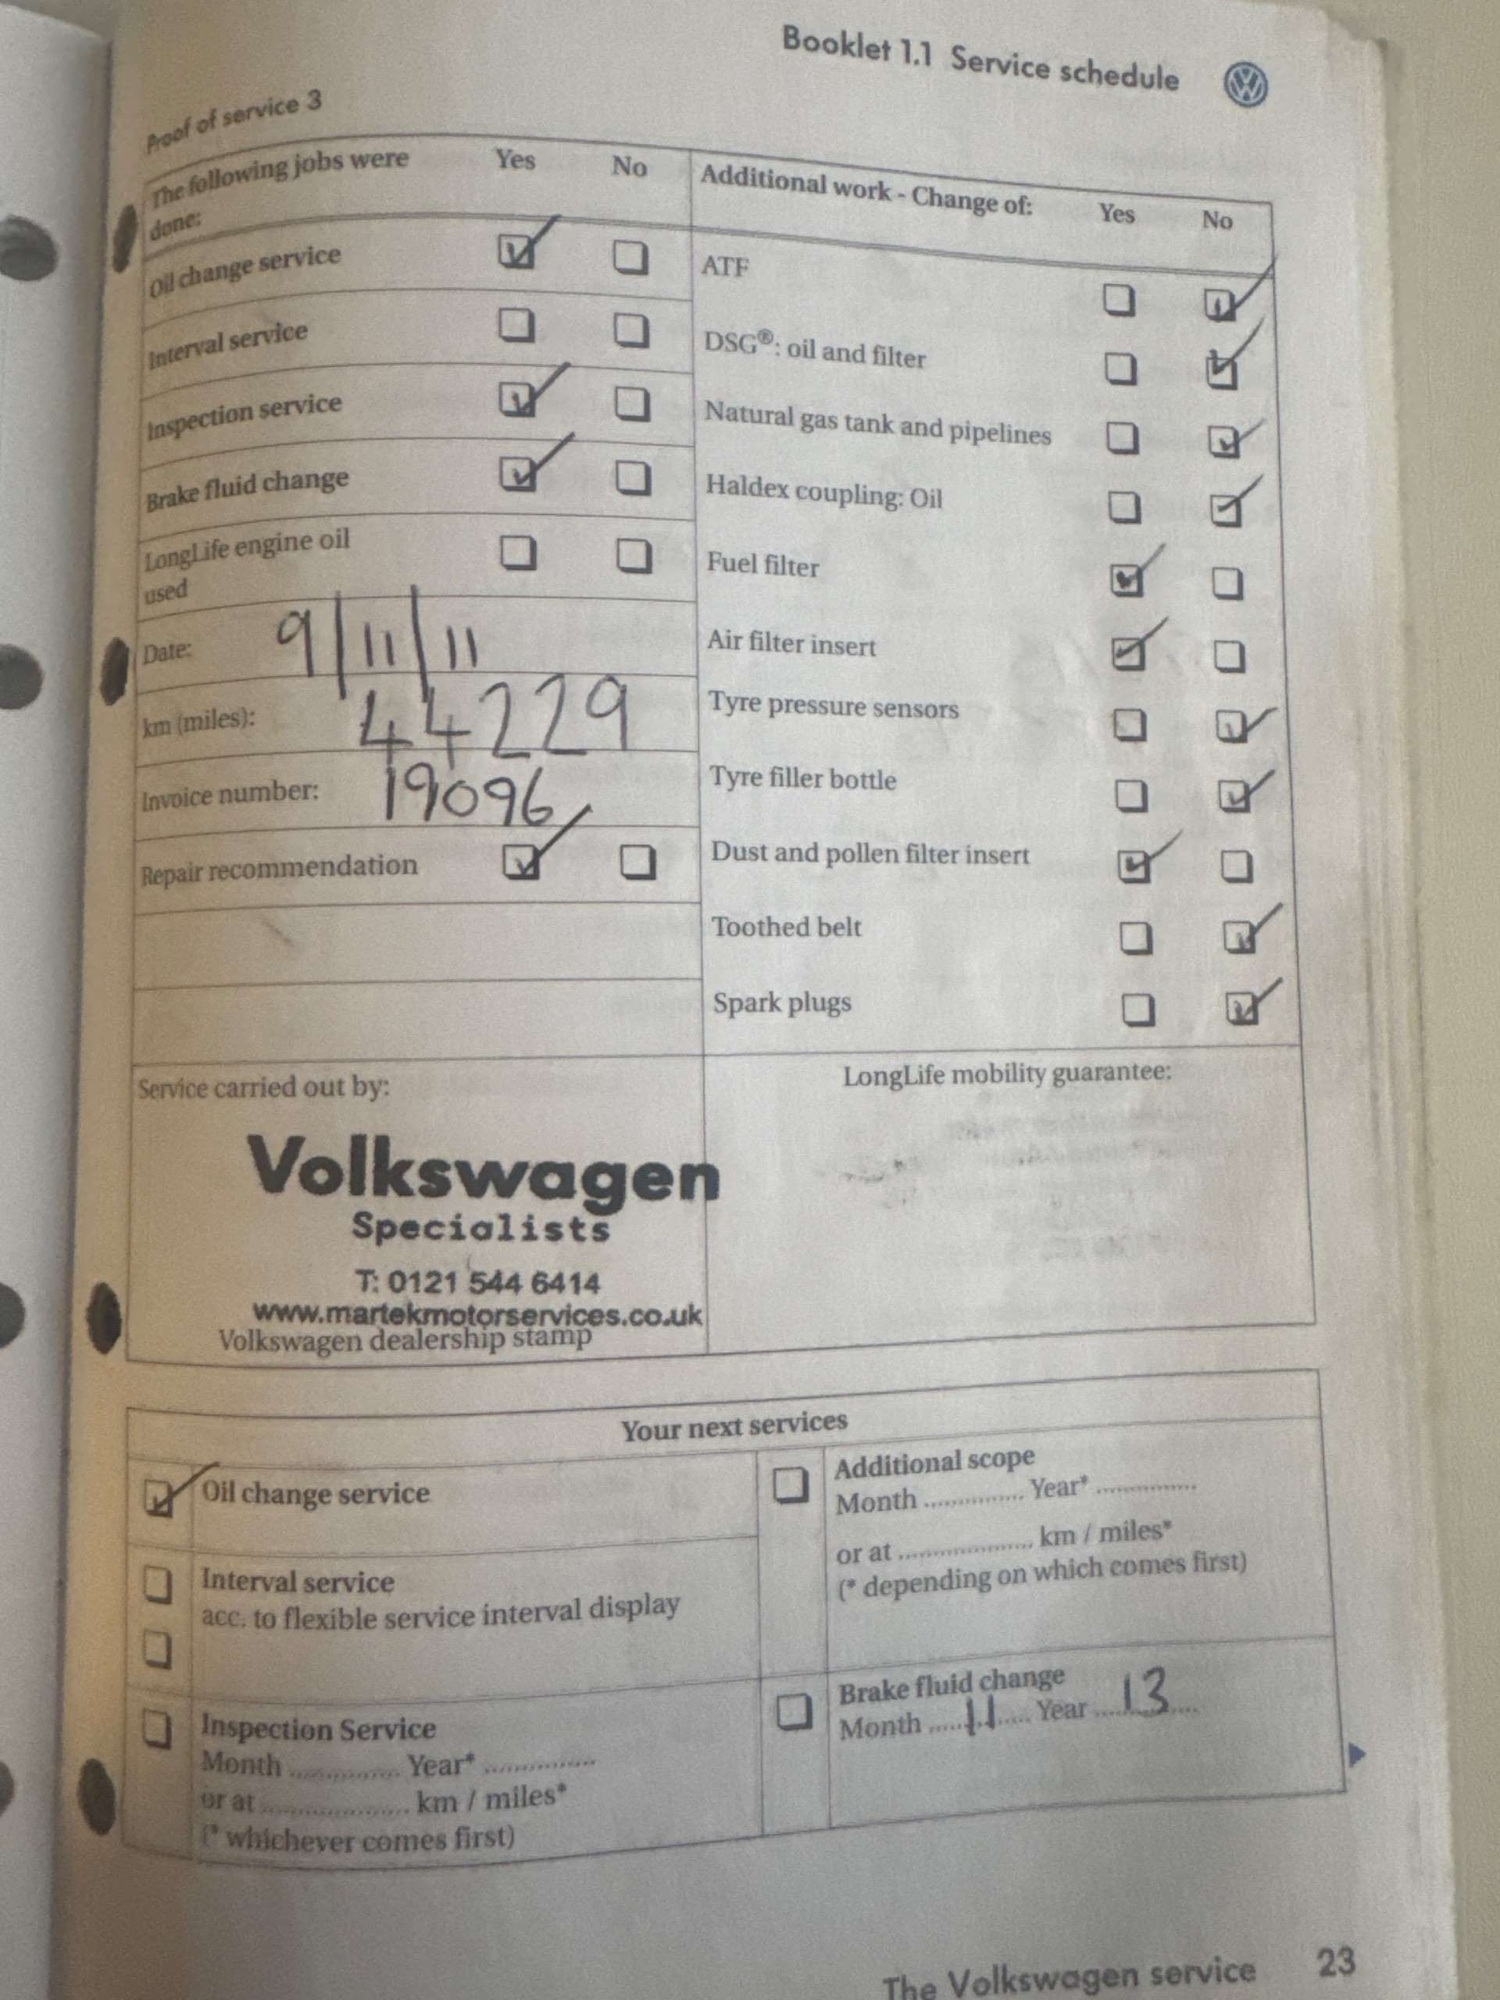 Booklet 1.1 Service schedule
Proof of service 3
The following jobs were done: Yes No
Oil change service
Interval service
Inspection service
Brake fluid change
LongLife engine oil used
Date: 9/11/11
km (miles): 44229
Invoice number: 19096
Repair recommendation
Additional work - Change of: Yes No
ATF
DSG®: oil and filter
Natural gas tank and pipelines
Haldex coupling: Oil
Fuel filter
Air filter insert
Tyre pressure sensors
Tyre filler bottle
Dust and pollen filter insert
Toothed belt
Spark plugs
Service carried out by:
Volkswagen
Specialists
T: 0121 544 6414
www.martekmotorservices.co.uk
Volkswagen dealership stamp
LongLife mobility guarantee:
Your next services
Oil change service
Interval service
acc. to flexible service interval display
Inspection Service
Month .............. Year* ..............
or at .................... km / miles*
(* whichever comes first)
Additional scope
Month .............. Year* ..............
or at .................... km / miles*
(* depending on which comes first)
Brake fluid change
Month 11 Year 13
The Volkswagen service 23